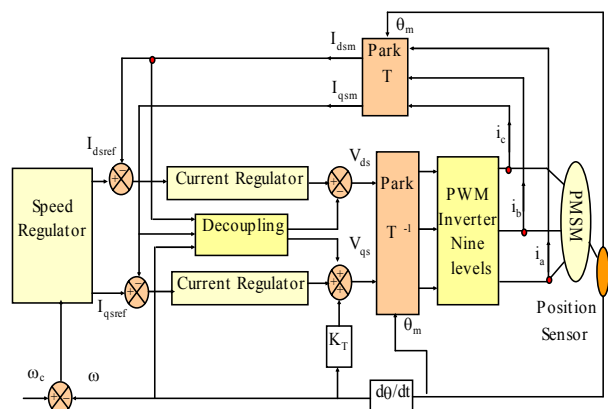 θm
Idsm
Park
T
Iqsm
Idsref
Vds
ic
Current Regulator
Park
T -1
PWM
Inverter
Nine
levels
PMSM
Speed
Regulator
Decoupling
ib
Vqs
ia
Current Regulator
Iqsref
Position
Sensor
θm
KT
ωc
ω
dθ/dt